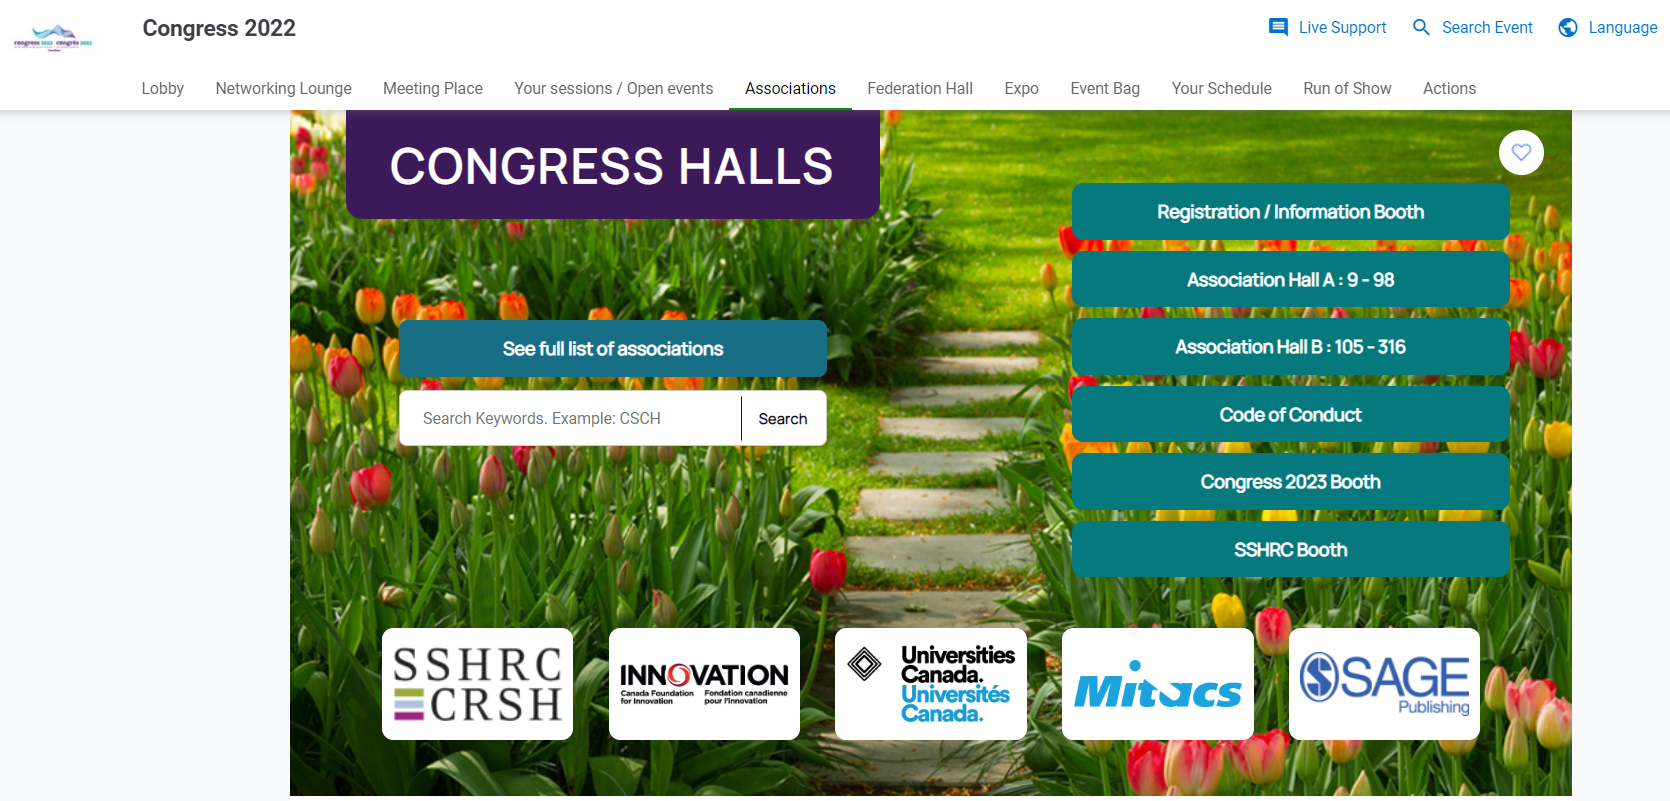 congress 2022 congrès 2022
Congress 2022
Live Support
Search Event
Language
Lobby
Networking Lounge
Meeting Place
Your sessions / Open events
Associations
Federation Hall
Expo
Event Bag
Your Schedule
Run of Show
Actions
CONGRESS HALLS
Registration / Information Booth
Association Hall A : 9 - 98
Association Hall B : 105 - 316
Code of Conduct
Congress 2023 Booth
SSHRC Booth
See full list of associations
Search Keywords. Example: CSCH
Search
SSHRC
CRSH
INNOVATION
Canada Foundation
for Innovation
Fondation canadienne
pour l'innovation
Universities
Canada.
Universités
Canada.
Mitacs
SAGE
Publishing